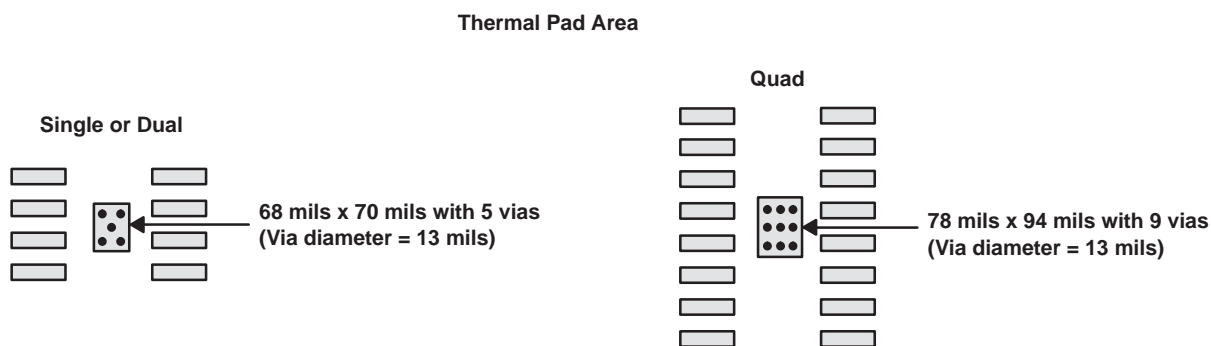 Thermal Pad Area
Single or Dual
68 mils x 70 mils with 5 vias
(Via diameter = 13 mils)
Quad
78 mils x 94 mils with 9 vias
(Via diameter = 13 mils)